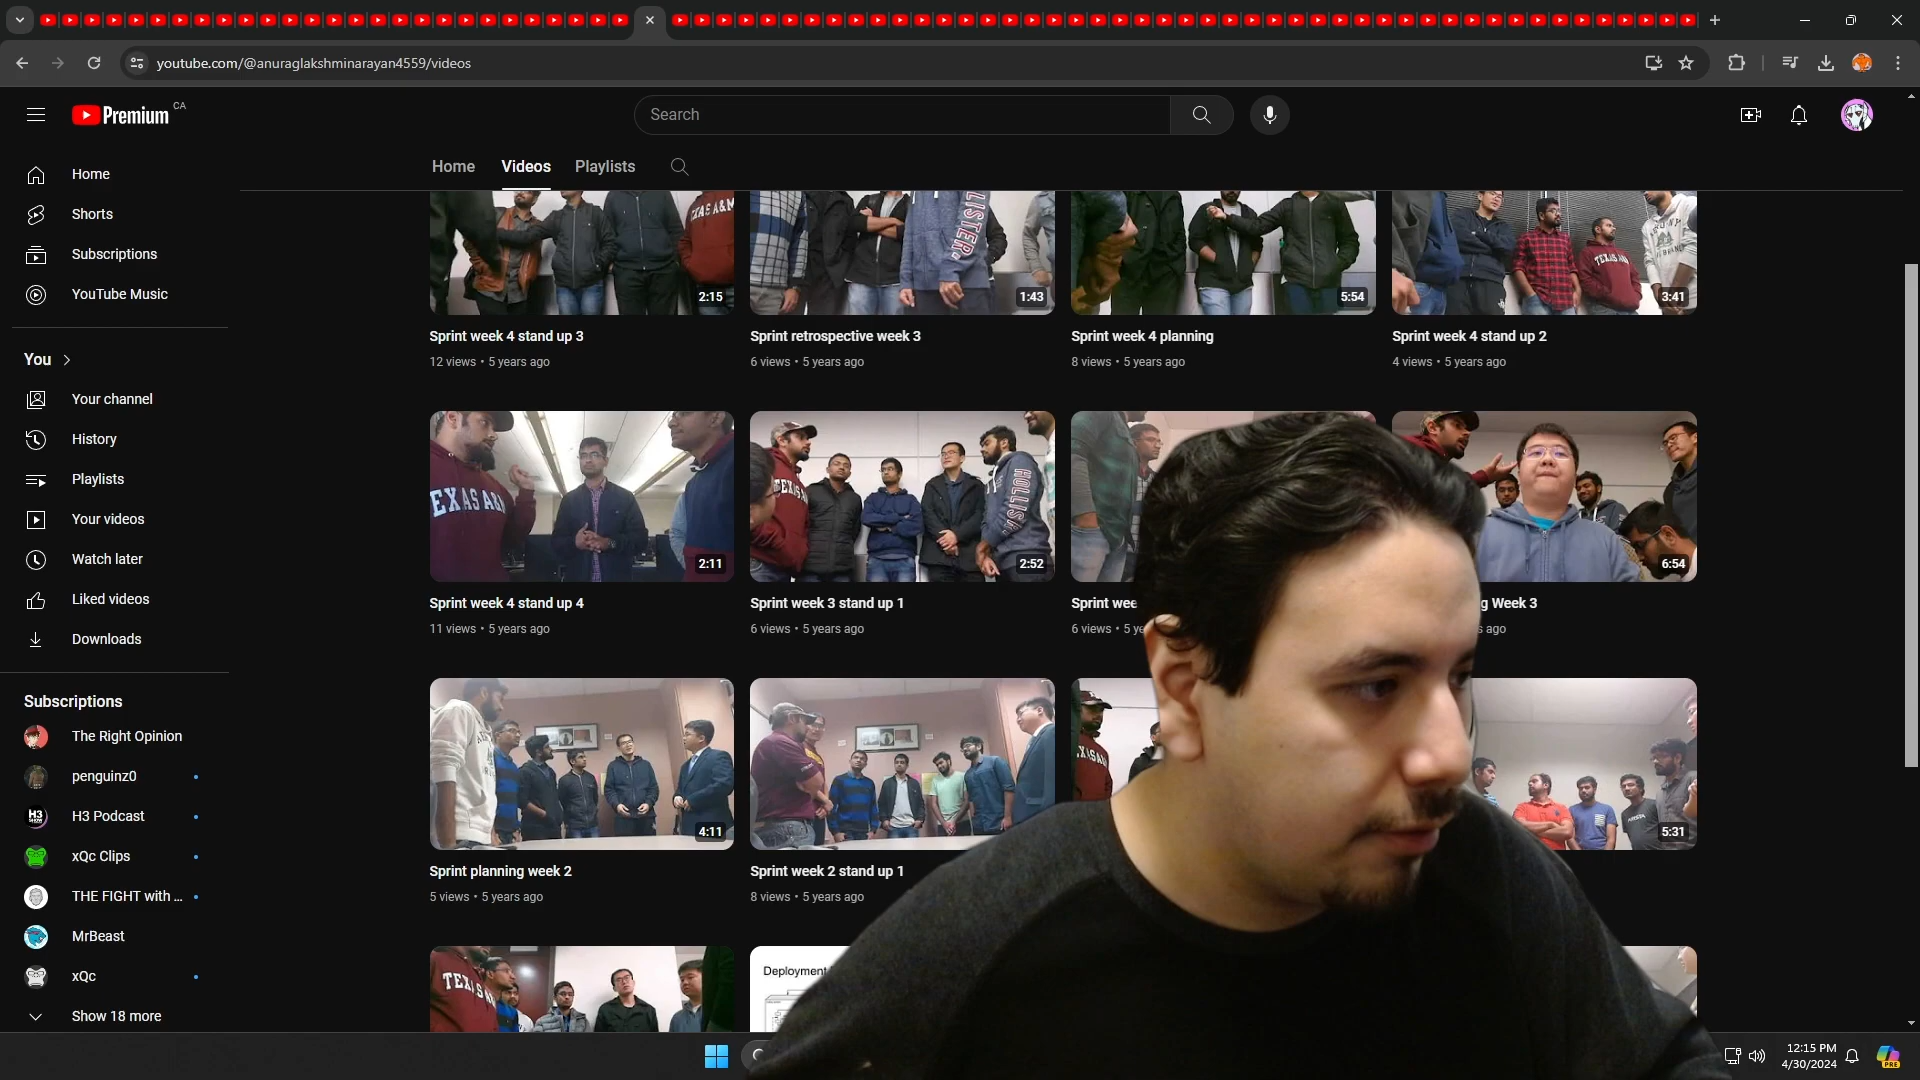 youtube.com/@anuraglakshminarayan4559/videos
Premium CA
Search
Home
Videos
Playlists
Home
Shorts
Subscriptions
YouTube Music
You
Your channel
History
Playlists
Your videos
Watch later
Liked videos
Downloads
Subscriptions
The Right Opinion
penguinz0
H3 Podcast
xQc Clips
THE FIGHT with ...
MrBeast
xQc
Show 18 more
2:15
1:43
5:54
3:41
Sprint week 4 stand up 3
Sprint retrospective week 3
Sprint week 4 planning
Sprint week 4 stand up 2
12 views • 5 years ago
6 views • 5 years ago
8 views • 5 years ago
4 views • 5 years ago
TEXAS A&M
2:11
2:52
6:54
Sprint week 4 stand up 4
Sprint week 3 stand up 1
Sprint
Week 3
11 views • 5 years ago
6 views • 5 years ago
6 views • 5
ago
4:11
5:31
Sprint planning week 2
Sprint week 2 stand up 1
5 views • 5 years ago
8 views • 5 years ago
Deployment
12:15 PM
4/30/2024
PRE